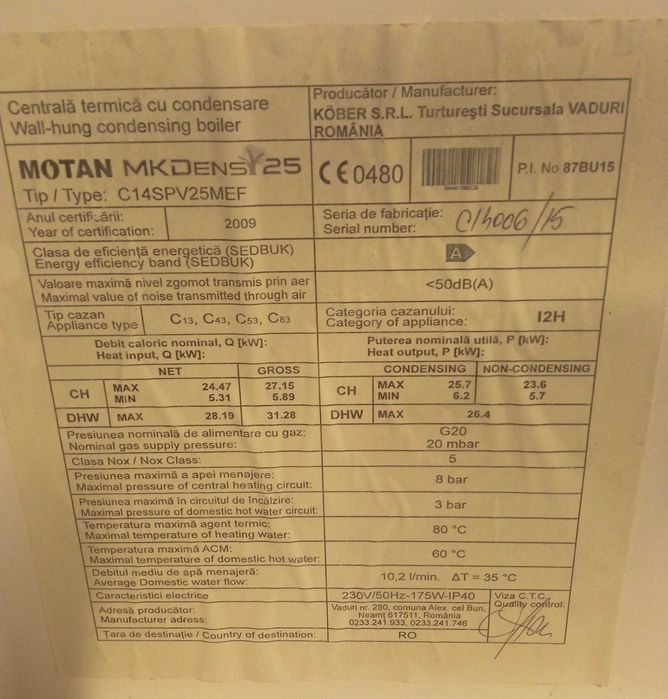 Centrală termică cu condensare
Wall-hung condensing boiler
Producător / Manufacturer:
KÖBER S.R.L. Turturești Sucursala VADURI
ROMÂNIA
MOTAN MKDENSY25
Tip / Type: C14SPV25MEF
CE0480
P.I. No 87BU15
Anul certificării:
Year of certification:
2009
Seria de fabricație:
Serial number:
C13006/15
Clasa de eficiență energetică (SEDBUK)
Energy efficiency band (SEDBUK)
A
Valoare maximă nivel zgomot transmis prin aer
Maximal value of noise transmitted through air
<50dB(A)
Tip cazan
Appliance type
C13, C43, C53, C83
Categoria cazanului:
Category of appliance:
I2H
Debit caloric nominal, Q [kW]:
Heat input, Q [kW]:
Puterea nominală utilă, P [kW]:
Heat output, P [kW]:
NET GROSS
CONDENSING NON-CONDENSING
CH MAX 24.47 27.15
MIN 5.31 5.89
CH MAX 25.7 23.6
MIN 6.2 5.7
DHW MAX 28.19 31.28
DHW MAX 26.4
Presiunea nominală de alimentare cu gaz:
Nominal gas supply pressure:
G20
20 mbar
Clasa Nox / Nox Class:
5
Presiunea maximă a apei menajere:
Maximal pressure of central heating circuit:
8 bar
Presiunea maximă în circuitul de încălzire:
Maximal pressure of domestic hot water circuit:
3 bar
Temperatura maximă agent termic:
Maximal temperature of heating water:
80 °C
Temperatura maximă ACM:
Maximal temperature of domestic hot water:
60 °C
Debitul mediu de apă menajeră:
Average Domestic water flow:
10,2 l/min. ΔT = 35 °C
Caracteristici electrice
230V/50Hz-175W-IP40
Viza C.T.C.
Quality control:
Adresă producător:
Manufacturer adress:
Vaduri nr. 280, comuna Alex. cel Bun,
Neamț 617511, România
0233.241.933, 0233.241.746
Țara de destinație / Country of destination:
RO